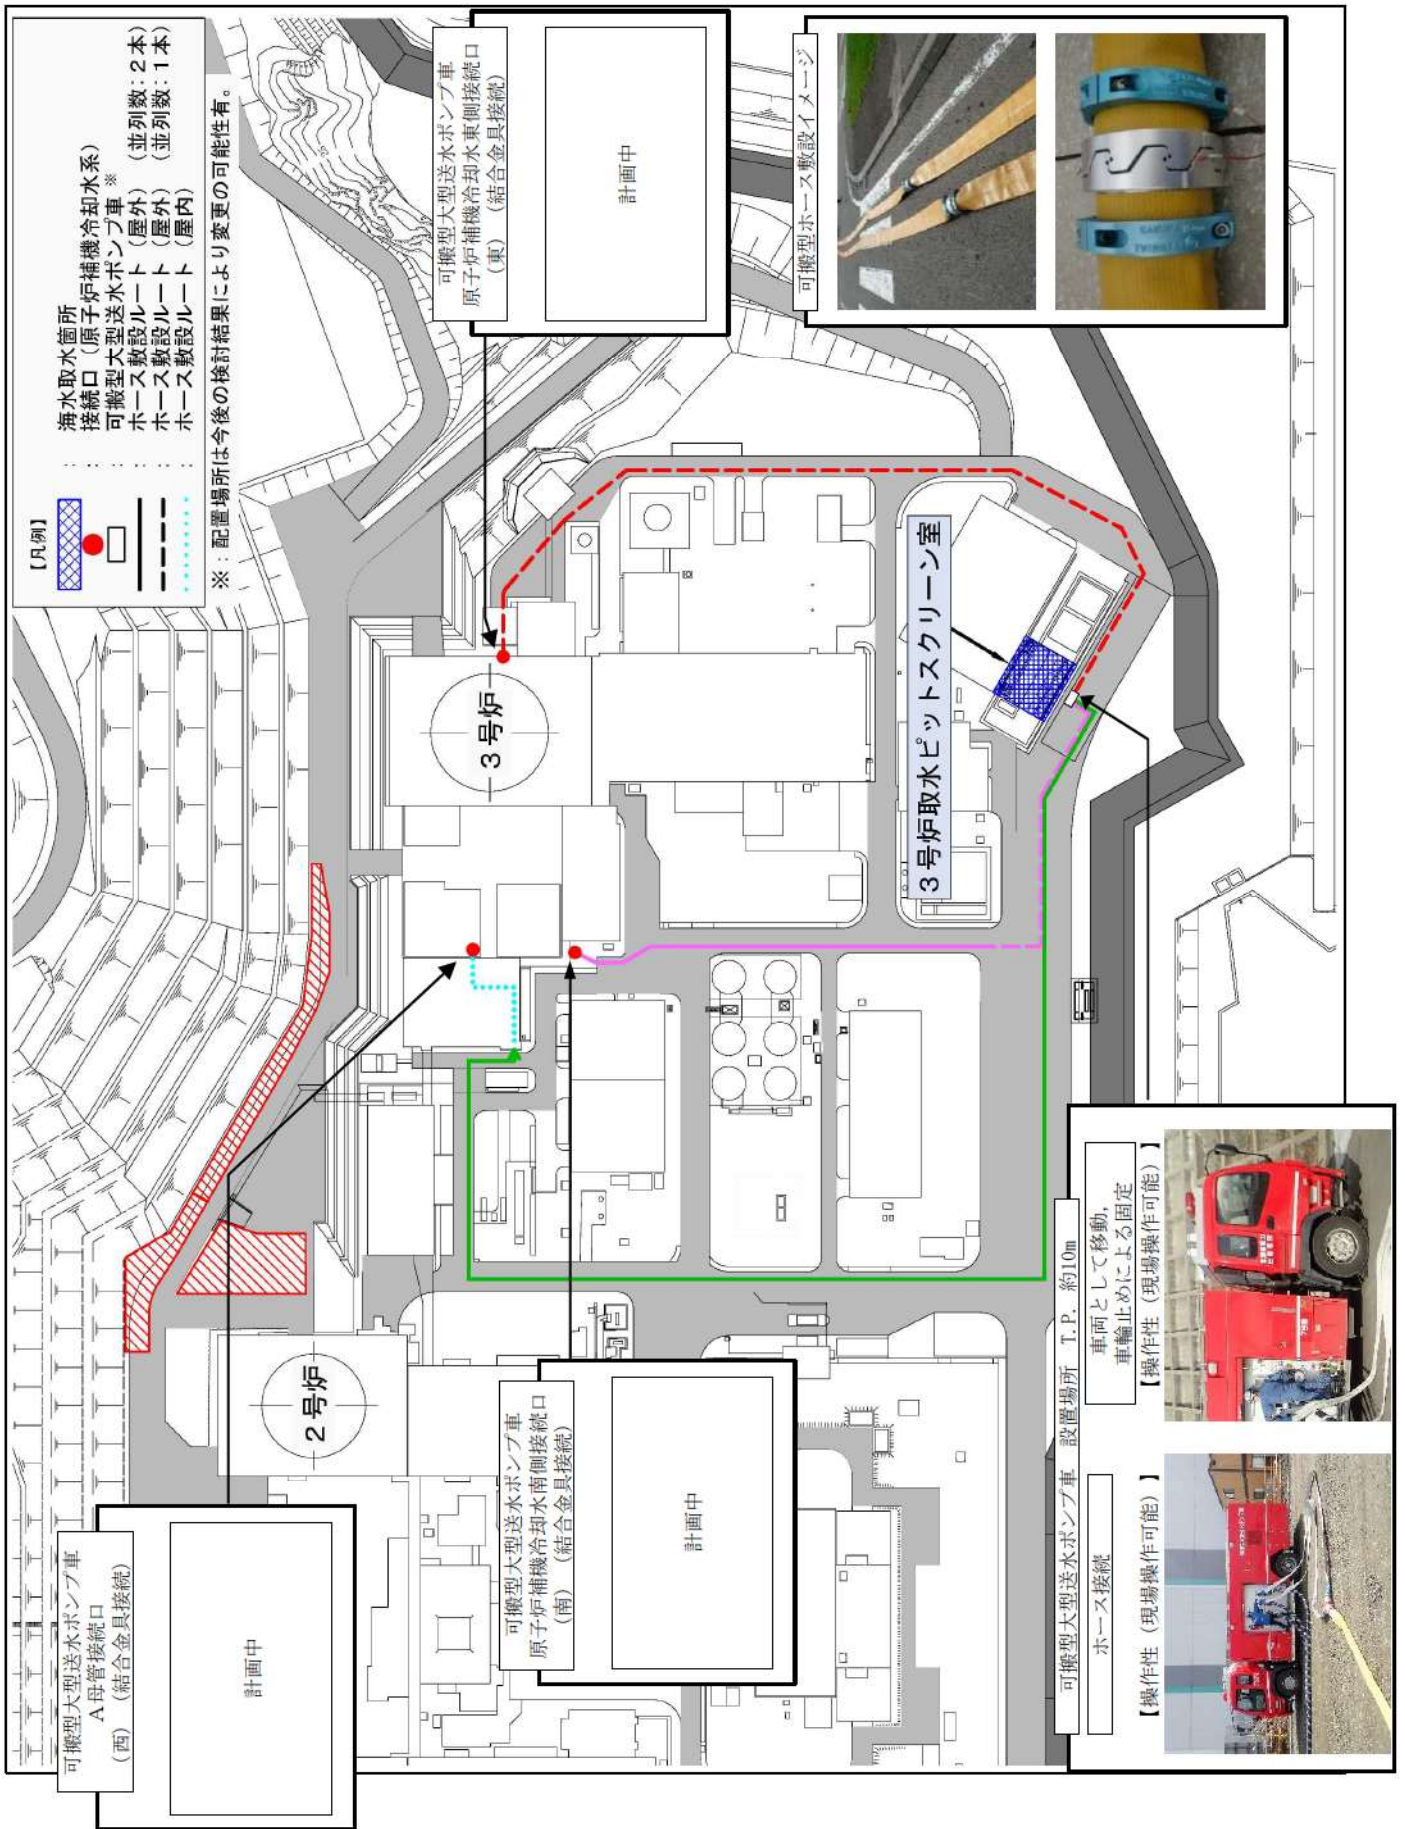 【凡例】
： 海水取水箇所
： 接続口（原子炉補機冷却水系）
： 可搬型大型送水ポンプ車※
： ホース敷設ルート（屋外）（並列数：２本）
： ホース敷設ルート（屋外）（並列数：１本）
： ホース敷設ルート（屋内）
※：配置場所は今後の検討結果により変更の可能性有。
可搬型大型送水ポンプ車
原子炉補機冷却水東側接続口
（東）（結合金具接続）
計画中
可搬型ホース敷設イメージ
３号炉
３号炉取水ピットスクリーン室
２号炉
可搬型大型送水ポンプ車
Ａ母管接続口
（西）（結合金具接続）
計画中
可搬型大型送水ポンプ車
原子炉補機冷却水南側接続口
（南）（結合金具接続）
計画中
可搬型大型送水ポンプ車 設置場所 T.P. 約10m
ホース接続
【操作性（現場操作可能）】
車両として移動，
車輪止めによる固定
【操作性（現場操作可能）】